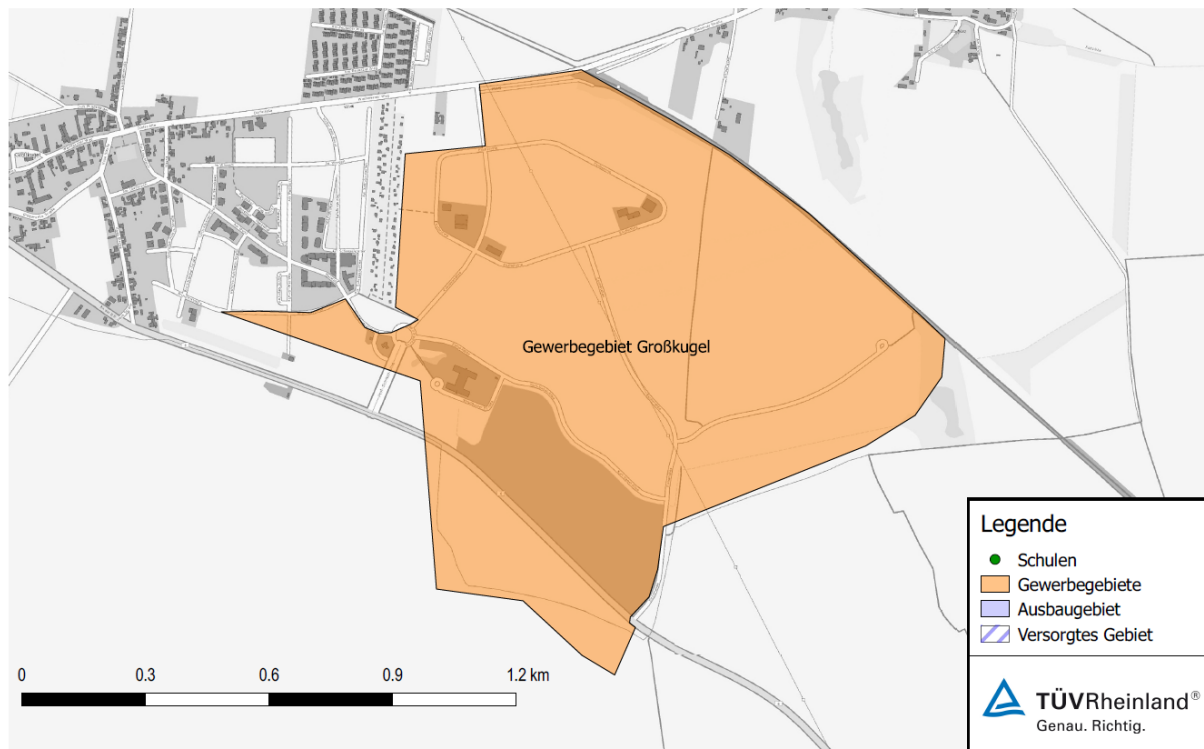 Gewerbegebiet Großkugel
0 0.3 0.6 0.9 1.2 km
Legende
Schulen
Gewerbegebiete
Ausbaugebiet
Versorgtes Gebiet
TÜVRheinland®
Genau. Richtig.